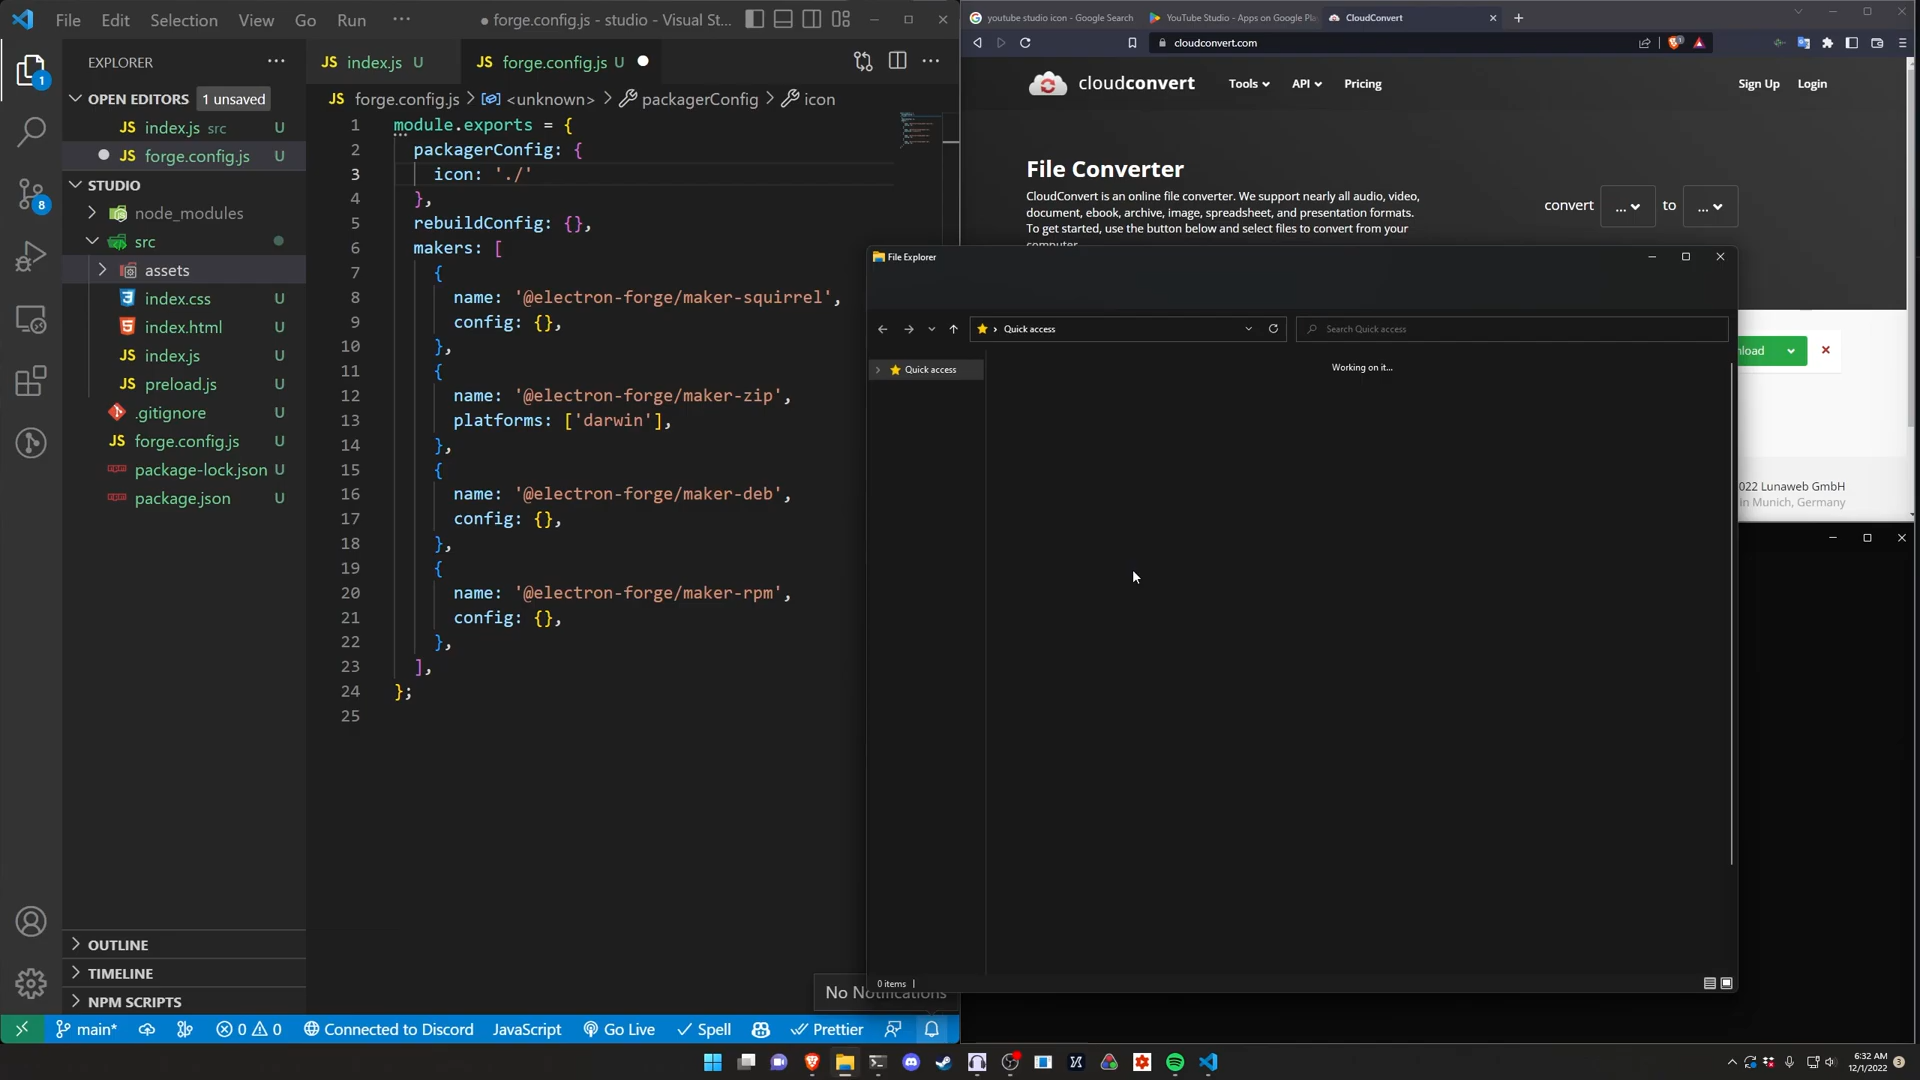 File Edit Selection View Go Run ···
● forge.config.js - studio - Visual St...
EXPLORER
OPEN EDITORS 1 unsaved
JS index.js src U
JS forge.config.js U
STUDIO
node_modules
src
assets
index.css U
index.html U
JS index.js U
JS preload.js U
.gitignore U
JS forge.config.js U
package-lock.json U
package.json U
OUTLINE
TIMELINE
NPM SCRIPTS
1
8
JS index.js U
JS forge.config.js U
JS forge.config.js > <unknown> > packagerConfig > icon
1 module.exports = {
2 packagerConfig: {
3 icon: './'
4 },
5 rebuildConfig: {},
6 makers: [
7 {
8 name: '@electron-forge/maker-squirrel',
9 config: {},
10 },
11 {
12 name: '@electron-forge/maker-zip',
13 platforms: ['darwin'],
14 },
15 {
16 name: '@electron-forge/maker-deb',
17 config: {},
18 },
19 {
20 name: '@electron-forge/maker-rpm',
21 config: {},
22 },
23 ],
24 };
25
No Notifications
main* 0 0 Connected to Discord JavaScript Go Live Spell Prettier
youtube studio icon - Google Search
YouTube Studio - Apps on Google Pla
CloudConvert
cloudconvert.com
cloudconvert
Tools API Pricing
Sign Up Login
File Converter
CloudConvert is an online file converter. We support nearly all audio, video,
document, ebook, archive, image, spreadsheet, and presentation formats.
To get started, use the button below and select files to convert from your
computer.
convert ... to ...
nload
022 Lunaweb GmbH
in Munich, Germany
File Explorer
Quick access
Search Quick access
Quick access
Working on it...
0 items
6:32 AM
12/1/2022
3